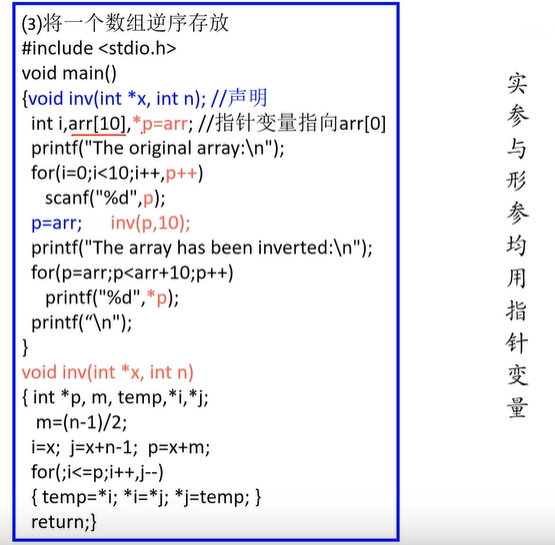 (3)将一个数组逆序存放
#include <stdio.h>
void main()
{void inv(int *x, int n); //声明
int i,arr[10],*p=arr; //指针变量指向arr[0]
printf("The original array:\n");
for(i=0;i<10;i++,p++)
scanf("%d",p);
p=arr; inv(p,10);
printf("The array has been inverted:\n");
for(p=arr;p<arr+10;p++)
printf("%d",*p);
printf(“\n");
}
void inv(int *x, int n)
{ int *p, m, temp,*i,*j;
m=(n-1)/2;
i=x; j=x+n-1; p=x+m;
for(;i<=p;i++,j--)
{ temp=*i; *i=*j; *j=temp; }
return;}
实参与形参均用指针变量